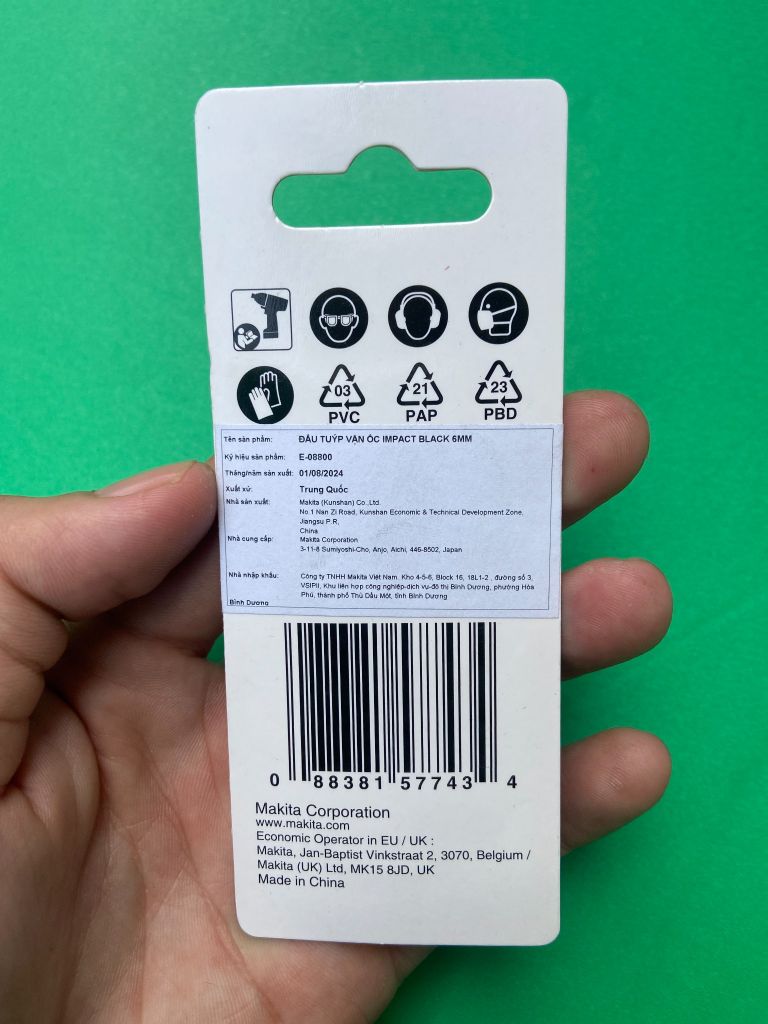 03 21 23
PVC PAP PBD
Tên sản phẩm: ĐẦU TUÝP VẶN ỐC IMPACT BLACK 6MM
Ký hiệu sản phẩm: E-08800
Tháng/năm sản xuất: 01/08/2024
Xuất xứ: Trung Quốc
Nhà sản xuất: Makita (Kunshan) Co.,Ltd.
No.1 Nan Zi Road, Kunshan Economic & Technical Development Zone,
Jiangsu P.R,
China
Nhà cung cấp: Makita Corporation
3-11-8 Sumiyoshi-Cho, Anjo, Aichi, 446-8502, Japan
Nhà nhập khẩu: Công ty TNHH Makita Việt Nam. Kho 4-5-6, Block 16, 18L1-2 , đường số 3,
VSIPII, Khu liên hợp công nghiệp-dịch vụ-đô thị Bình Dương, phường Hòa
Phú, thành phố Thủ Dầu Một, tỉnh Bình Dương
Bình Dương
0 88381 57743 4
Makita Corporation
www.makita.com
Economic Operator in EU / UK :
Makita, Jan-Baptist Vinkstraat 2, 3070, Belgium /
Makita (UK) Ltd, MK15 8JD, UK
Made in China